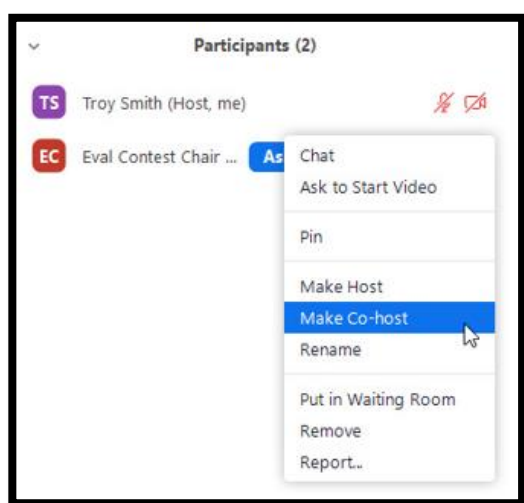 Participants (2)
TS Troy Smith (Host, me)
EC Eval Contest Chair ... As
Chat
Ask to Start Video
Pin
Make Host
Make Co-host
Rename
Put in Waiting Room
Remove
Report...